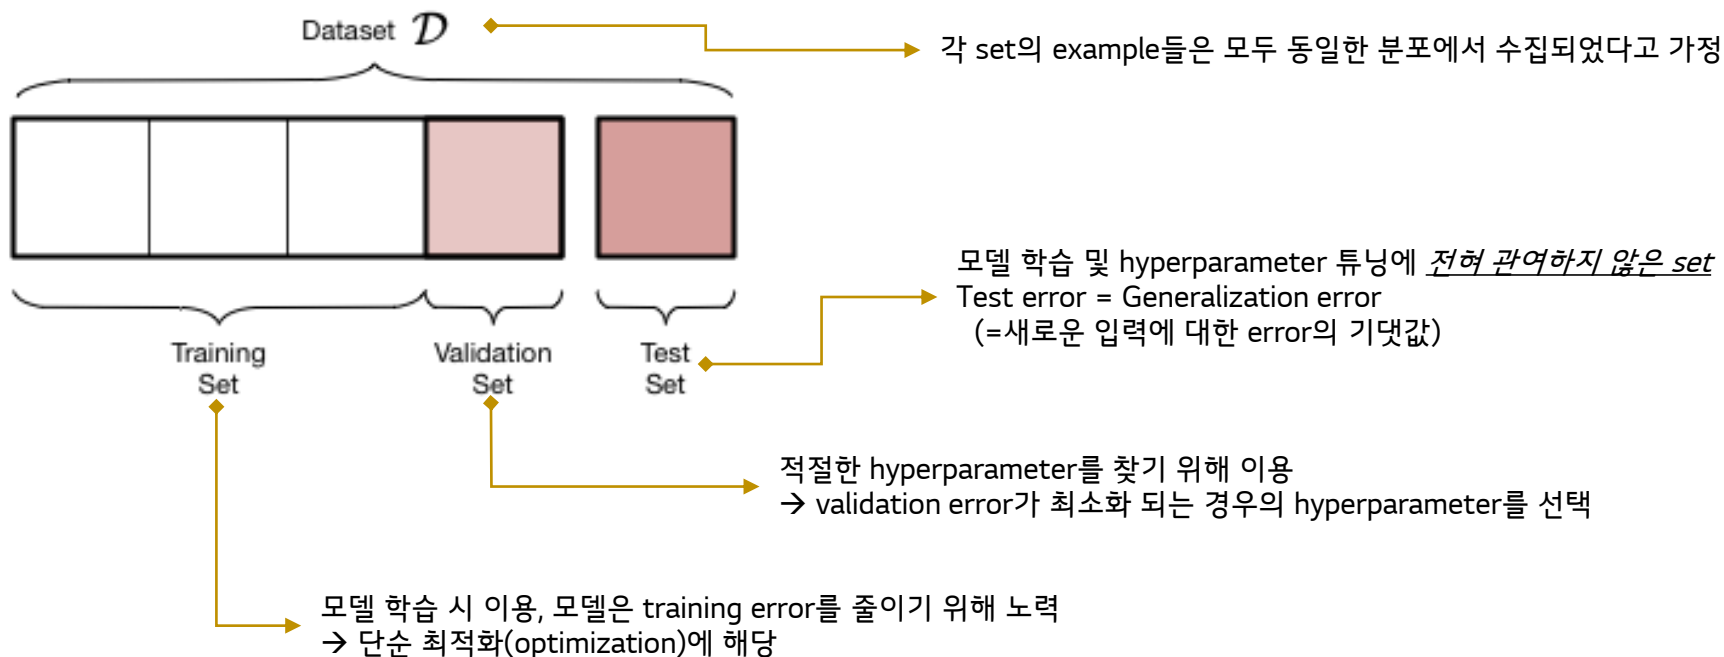 Dataset 𝒟
각 set의 example들은 모두 동일한 분포에서 수집되었다고 가정
모델 학습 및 hyperparameter 튜닝에 전혀 관여하지 않은 set
Test error = Generalization error
(=새로운 입력에 대한 error의 기댓값)
Training
Set
Validation
Set
Test
Set
적절한 hyperparameter를 찾기 위해 이용
→ validation error가 최소화 되는 경우의 hyperparameter를 선택
모델 학습 시 이용, 모델은 training error를 줄이기 위해 노력
→ 단순 최적화(optimization)에 해당